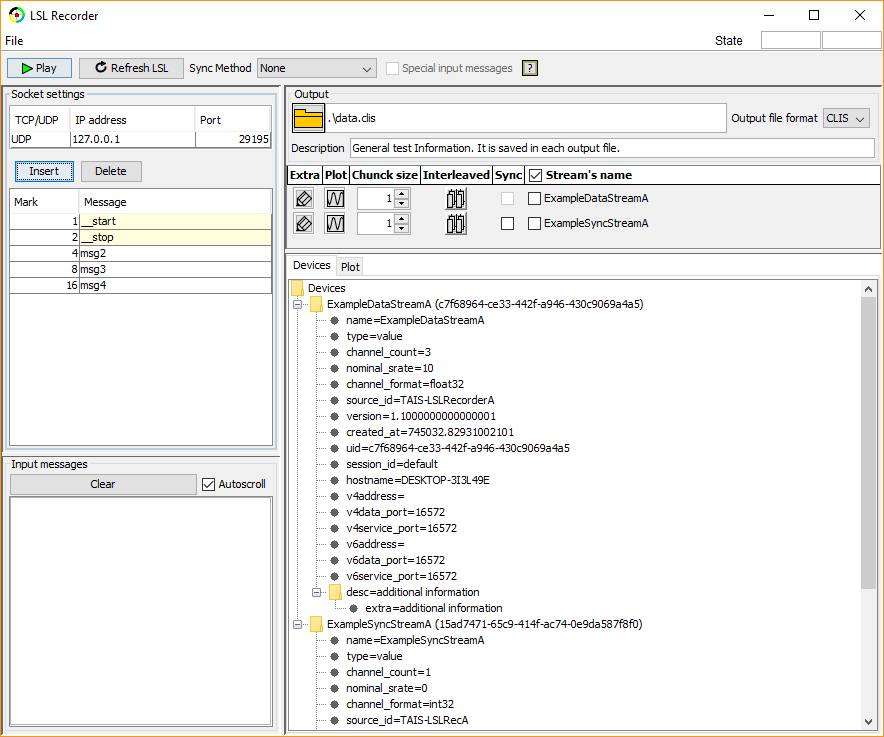 LSL Recorder
File
State
Play
Refresh LSL
Sync Method
None
Special input messages
?
Socket settings
TCP/UDP IP address Port
UDP 127.0.0.1 29195
Insert
Delete
Mark Message
1 __start
2 __stop
4 msg2
8 msg3
16 msg4
Input messages
Clear
Autoscroll
Output
.\data.clis
Output file format
CLIS
Description
General test Information. It is saved in each output file.
Extra Plot Chunck size Interleaved Sync Stream's name
1 ExampleDataStreamA
1 ExampleSyncStreamA
Devices Plot
Devices
ExampleDataStreamA (c7f68964-ce33-442f-a946-430c9069a4a5)
name=ExampleDataStreamA
type=value
channel_count=3
nominal_srate=10
channel_format=float32
source_id=TAIS-LSLRecorderA
version=1.1000000000000001
created_at=745032.82931002101
uid=c7f68964-ce33-442f-a946-430c9069a4a5
session_id=default
hostname=DESKTOP-3I3L49E
v4address=
v4data_port=16572
v4service_port=16572
v6address=
v6data_port=16572
v6service_port=16572
desc=additional information
extra=additional information
ExampleSyncStreamA (15ad7471-65c9-414f-ac74-0e9da587f8f0)
name=ExampleSyncStreamA
type=value
channel_count=1
nominal_srate=0
channel_format=int32
source_id=TAIS-LSLRecA